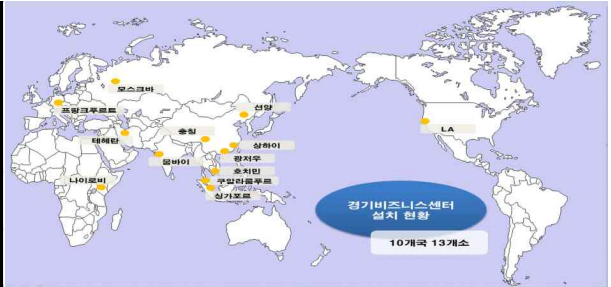 모스크바
프랑크푸르트
선양
충칭
테헤란
상하이
LA
뭄바이
광저우
호치민
나이로비
쿠알라룸푸르
싱가포르
경기비즈니스센터
설치 현황
10개국 13개소